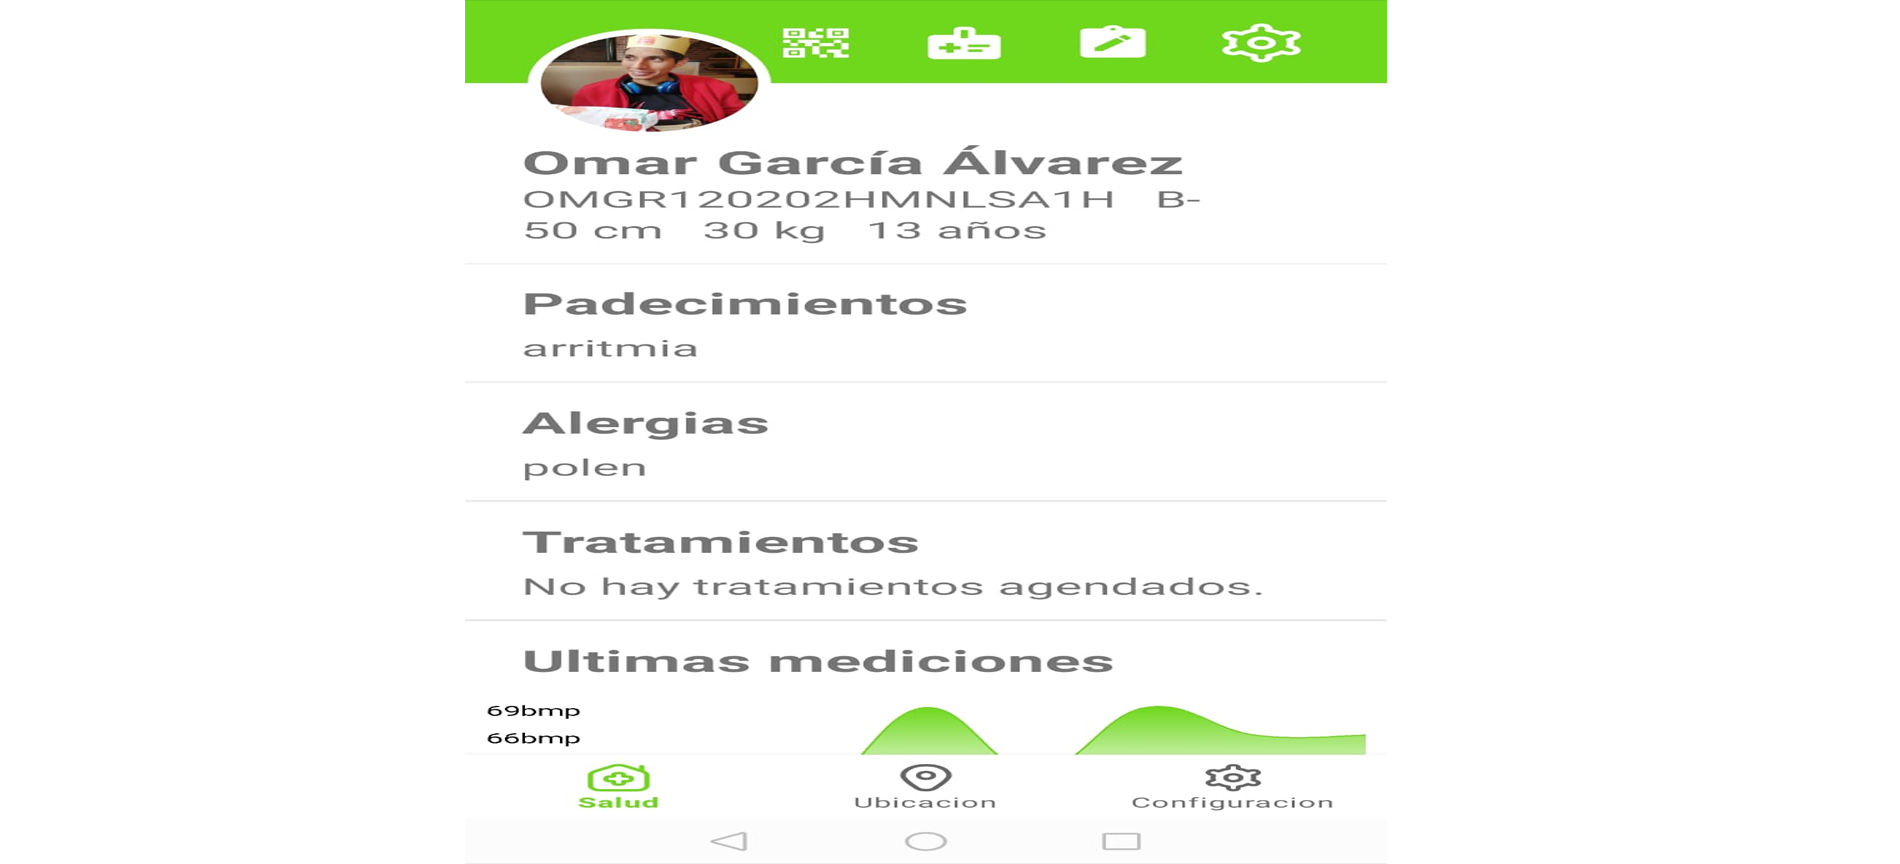 Omar García Álvarez
OMGR120202HMNLSA1H B-
50 cm 30 kg 13 años
Padecimientos
arritmia
Alergias
polen
Tratamientos
No hay tratamientos agendados.
Ultimas mediciones
69bmp
66bmp
Salud Ubicacion Configuracion